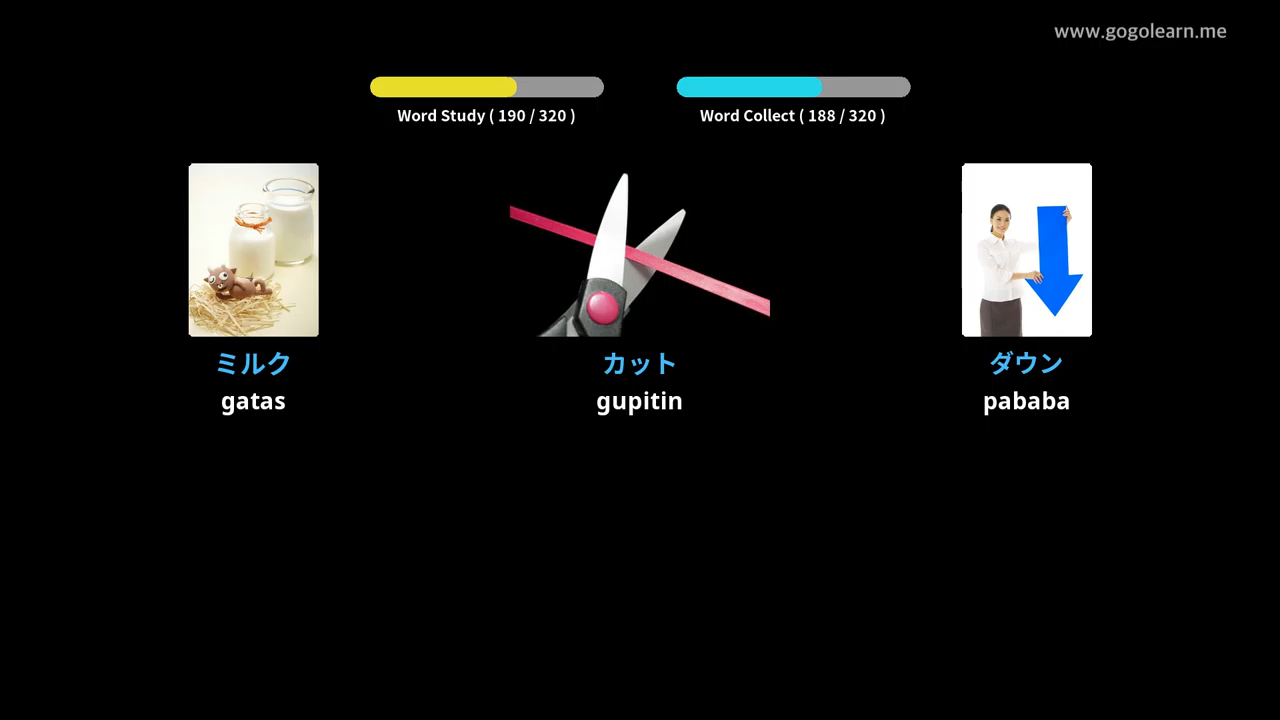 www.gogolearn.me
Word Study ( 190 / 320 )
Word Collect ( 188 / 320 )
ミルク
gatas
カット
gupitin
ダウン
pababa